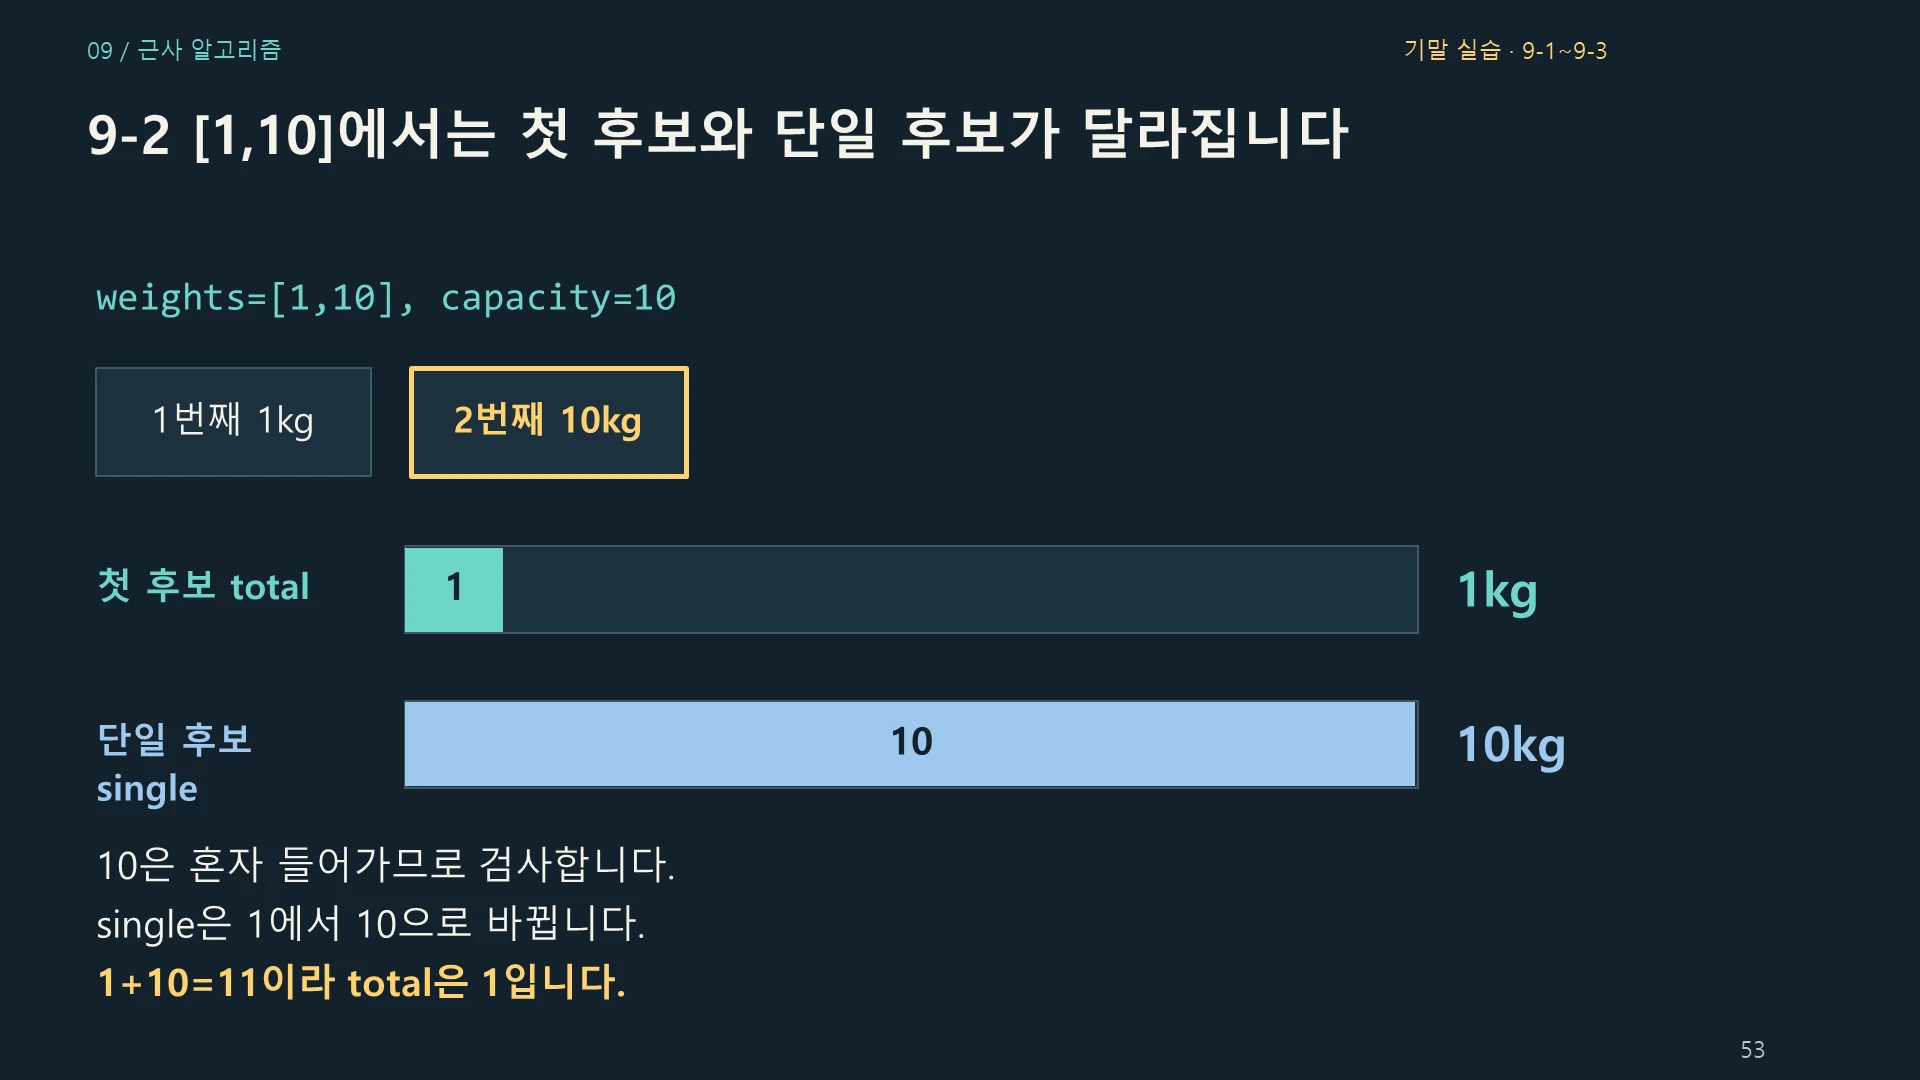 09 / 근사 알고리즘
기말 실습 · 9-1~9-3
9-2 [1,10]에서는 첫 후보와 단일 후보가 달라집니다
weights=[1,10], capacity=10
1번째 1kg
2번째 10kg
첫 후보 total
1
1kg
단일 후보
single
10
10kg
10은 혼자 들어가므로 검사합니다.
single은 1에서 10으로 바뀝니다.
1+10=11이라 total은 1입니다.
53